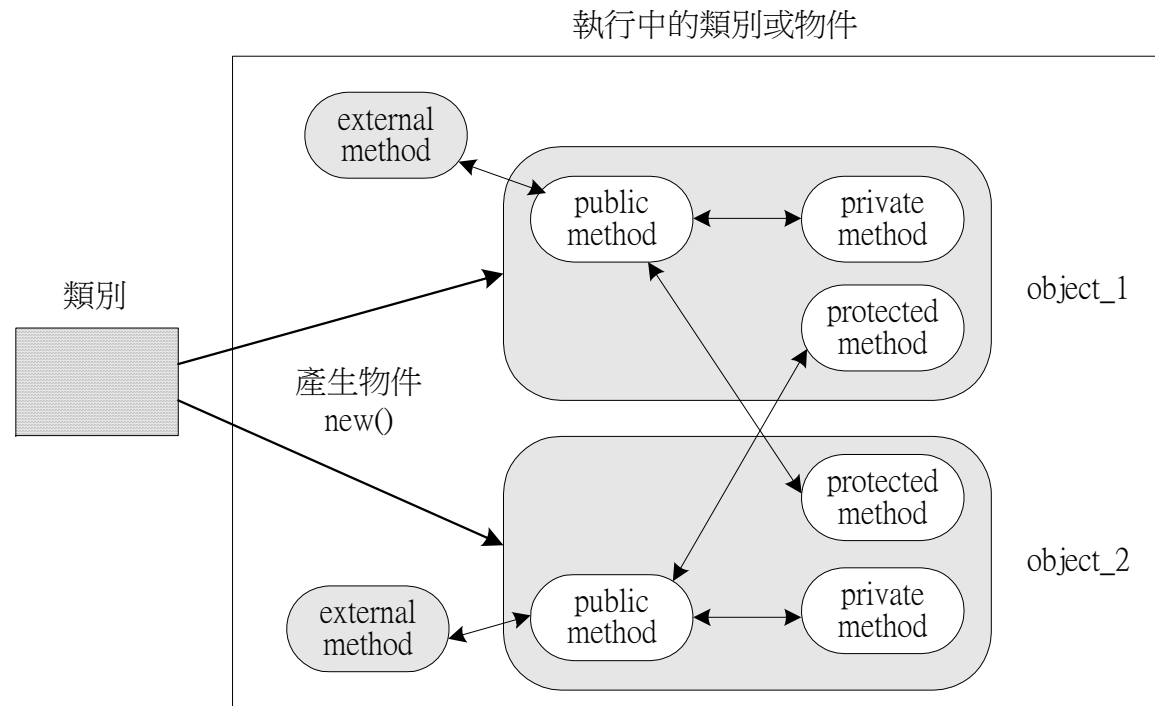 執行中的類別或物件
external
method
public
method
private
method
類別
object_1
protected
method
產生物件
new()
protected
method
object_2
external
method
public
method
private
method